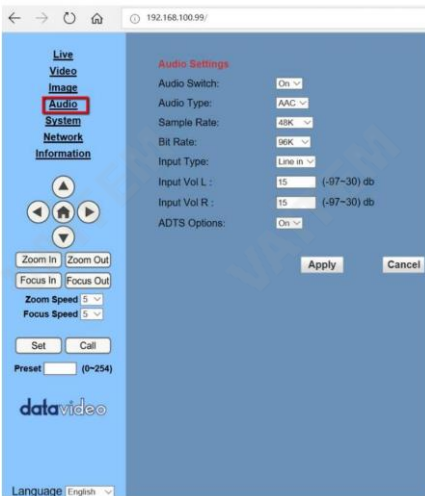 192.168.100.99/
Live
Video
Image
Audio
System
Network
Information
Zoom In Zoom Out
Focus In Focus Out
Zoom Speed 5
Focus Speed 5
Set Call
Preset (0~254)
datavideo
Language English
Audio Settings
Audio Switch: On
Audio Type: AAC
Sample Rate: 48K
Bit Rate: 96K
Input Type: Line in
Input Vol L : 15 (-97~30) db
Input Vol R : 15 (-97~30) db
ADTS Options: On
Apply Cancel